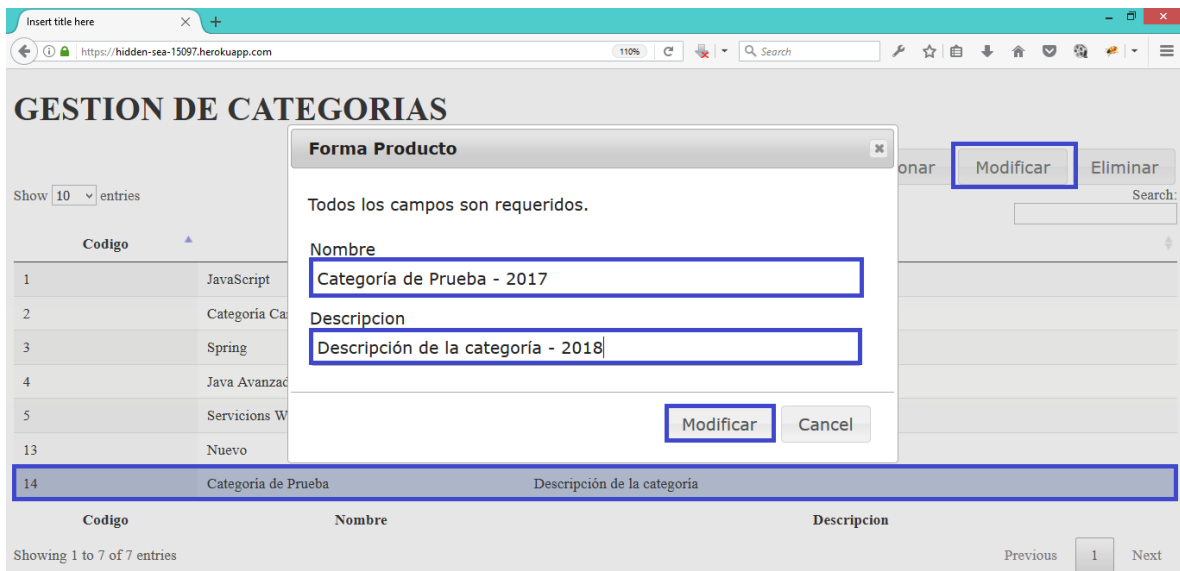 Insert title here
https://hidden-sea-15097.herokuapp.com
110%
Search
GESTION DE CATEGORIAS
Forma Producto
onar
Modificar
Eliminar
Show 10 entries
Search:
Todos los campos son requeridos.
Codigo
Nombre
Categoría de Prueba - 2017
1 JavaScript
2 Categoría Ca
Descripcion
3 Spring
Descripción de la categoría - 2018
4 Java Avanzad
5 Servicions W
Modificar
Cancel
13 Nuevo
14 Categoría de Prueba Descripción de la categoría
Codigo Nombre Descripcion
Showing 1 to 7 of 7 entries
Previous 1 Next